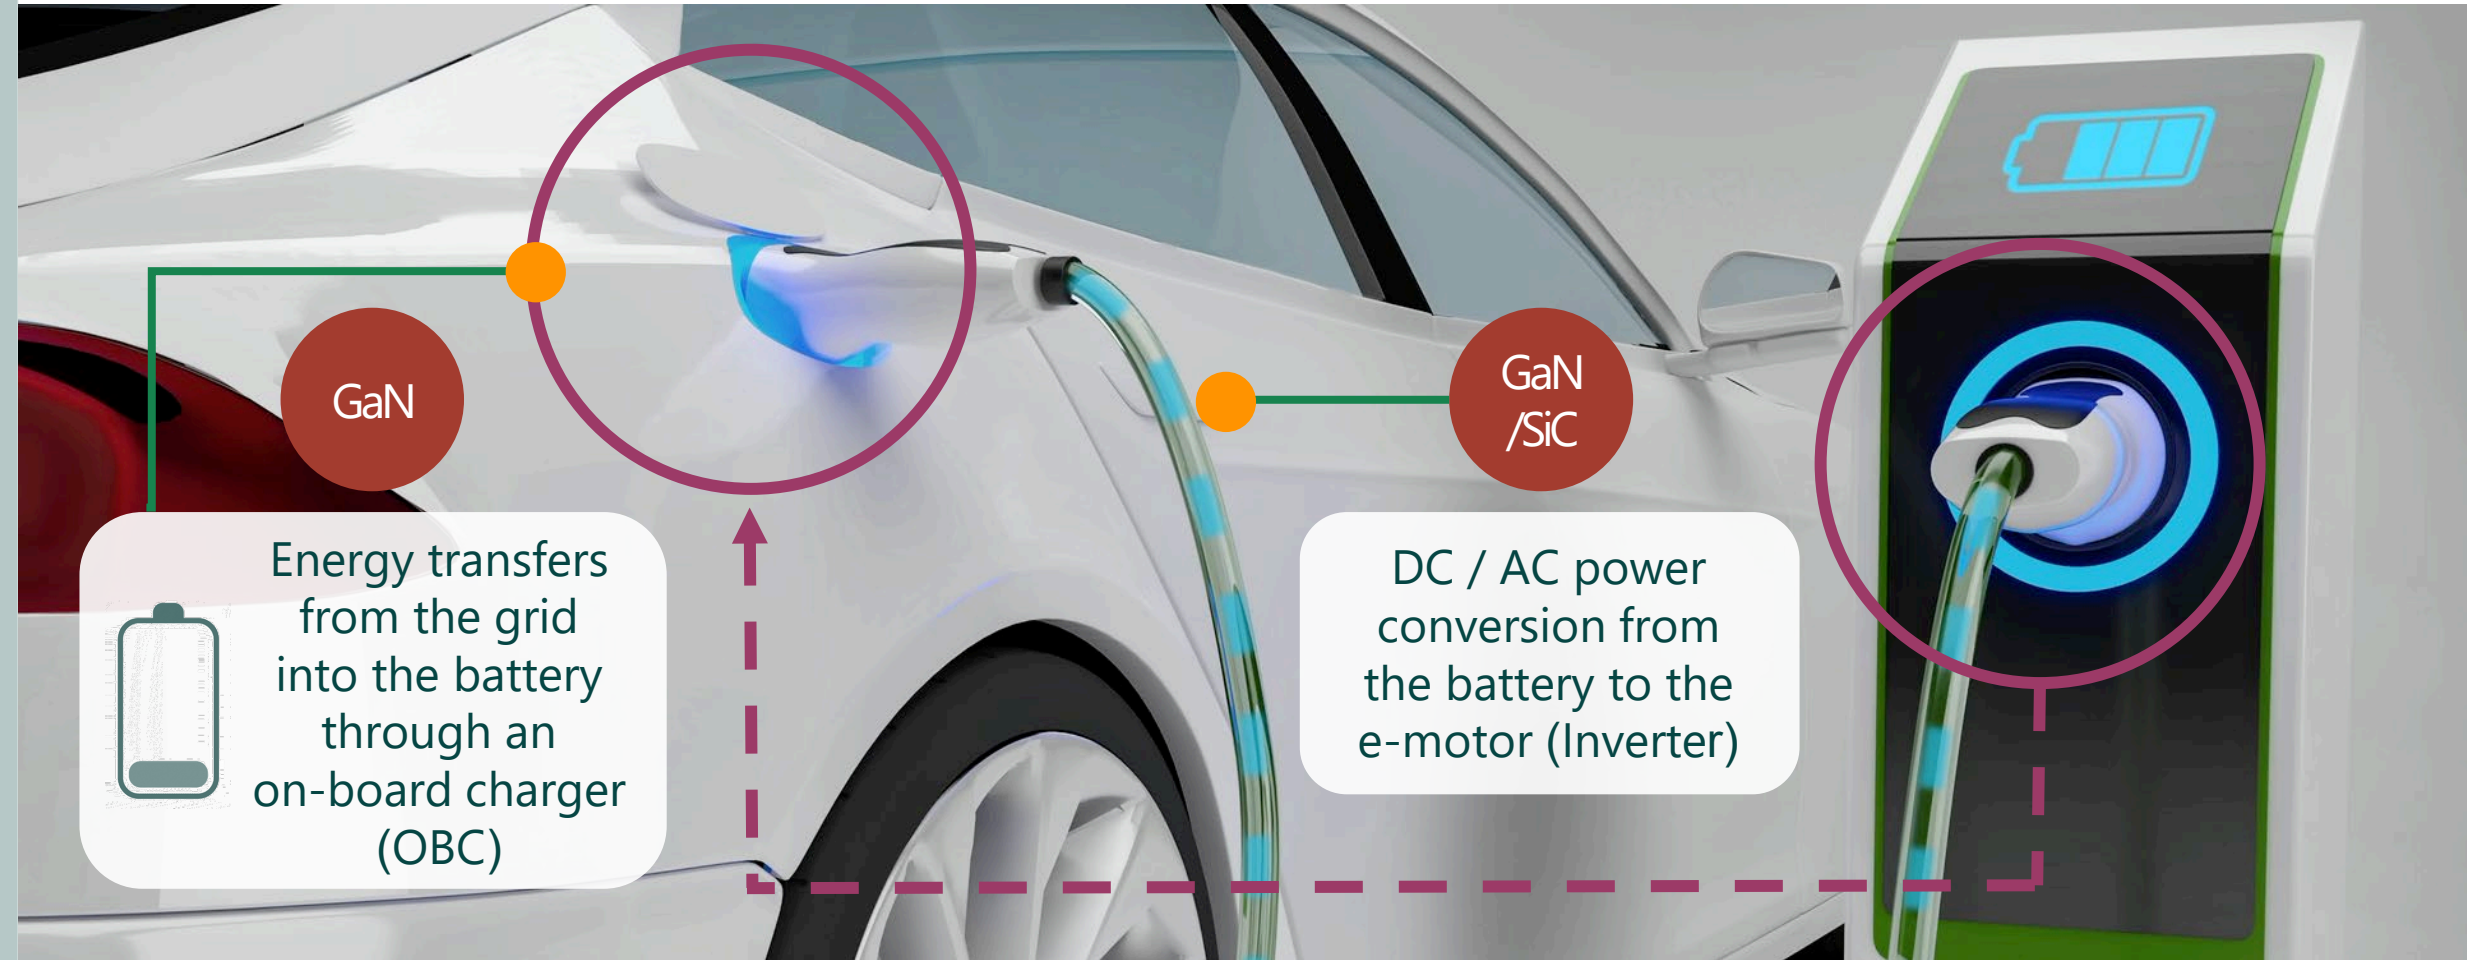 GaN
Energy transfers
from the grid
into the battery
through an
on-board charger
(OBC)
GaN
/SiC
DC / AC power
conversion from
the battery to the
e-motor (Inverter)